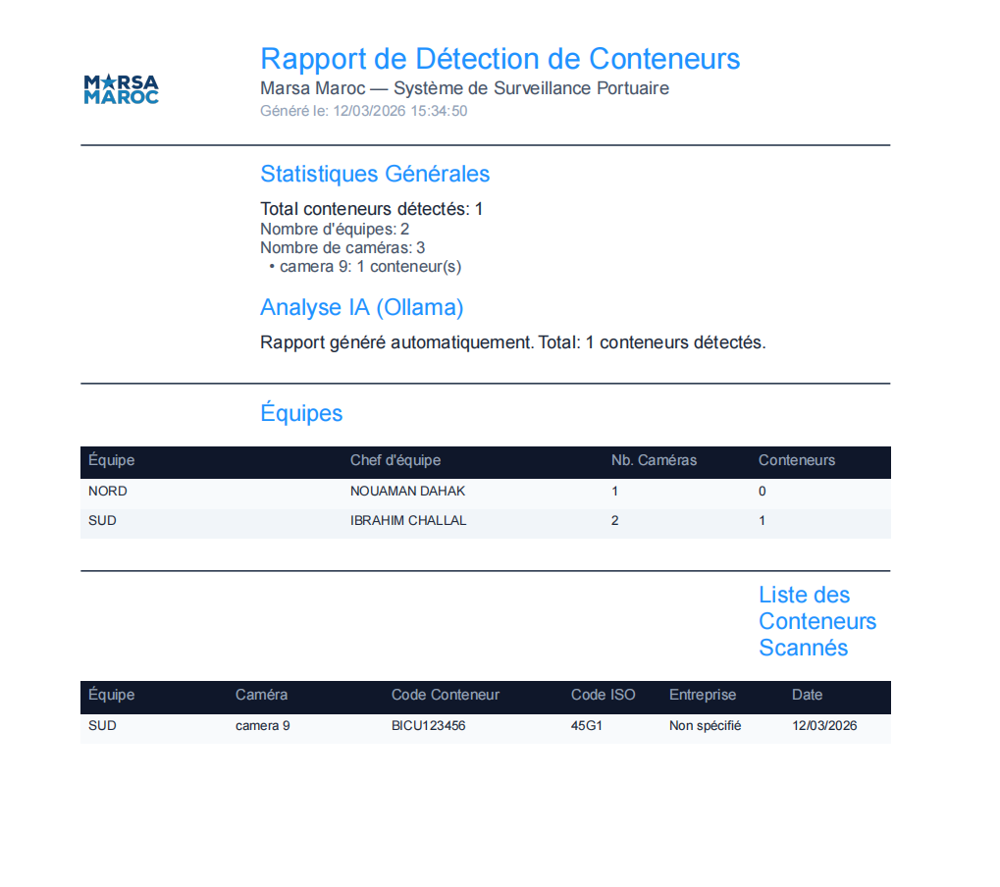 MARSA
MAROC
Rapport de Détection de Conteneurs
Marsa Maroc — Système de Surveillance Portuaire
Généré le: 12/03/2026 15:34:50
Statistiques Générales
Total conteneurs détectés: 1
Nombre d'équipes: 2
Nombre de caméras: 3
• camera 9: 1 conteneur(s)
Analyse IA (Ollama)
Rapport généré automatiquement. Total: 1 conteneurs détectés.
Équipes
Équipe Chef d'équipe Nb. Caméras Conteneurs
NORD NOUAMAN DAHAK 1 0
SUD IBRAHIM CHALLAL 2 1
Liste des
Conteneurs
Scannés
Équipe Caméra Code Conteneur Code ISO Entreprise Date
SUD camera 9 BICU123456 45G1 Non spécifié 12/03/2026